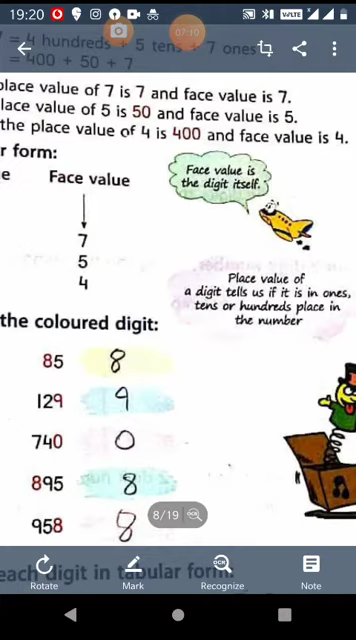 19:20
07:10
= 4 hundreds + 5 tens + 7 ones
= 400 + 50 + 7
place value of 7 is 7 and face value is 7.
lace value of 5 is 50 and face value is 5.
the place value of 4 is 400 and face value is 4.
r form:
e Face value
7
5
4
Face value is
the digit itself.
Place value of
a digit tells us if it is in ones,
tens or hundreds place in
the number
the coloured digit:
85 8
129 9
740 0
895 8
958 8
8/19
each digit in tabular form
Rotate Mark Recognize Note